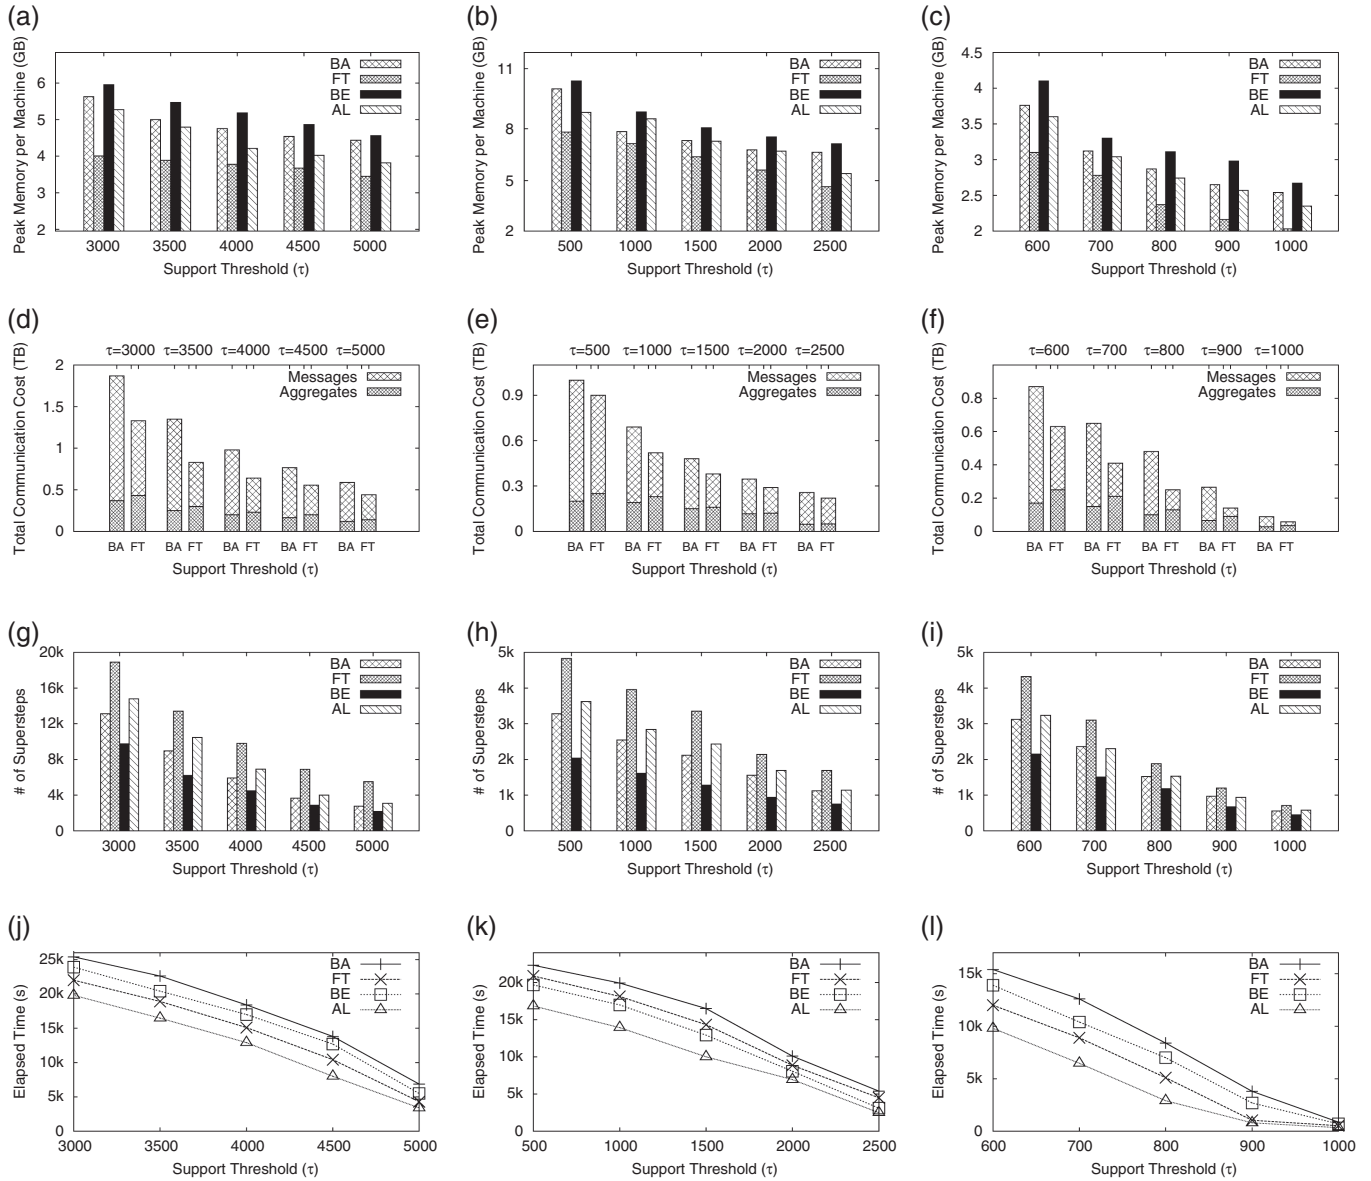 (a)
Peak Memory per Machine (GB)
6
5
4
3
2
BA
FT
BE
AL
3000 3500 4000 4500 5000
Support Threshold (τ)
(b)
Peak Memory per Machine (GB)
11
8
5
2
BA
FT
BE
AL
500 1000 1500 2000 2500
Support Threshold (τ)
(c)
Peak Memory per Machine (GB)
4.5
4
3.5
3
2.5
2
BA
FT
BE
AL
600 700 800 900 1000
Support Threshold (τ)
(d)
Total Communication Cost (TB)
τ=3000 τ=3500 τ=4000 τ=4500 τ=5000
2
1.5
1
0.5
0
Messages
Aggregates
BA FT BA FT BA FT BA FT BA FT
Support Threshold (τ)
(e)
Total Communication Cost (TB)
τ=500 τ=1000 τ=1500 τ=2000 τ=2500
0.9
0.6
0.3
0
Messages
Aggregates
BA FT BA FT BA FT BA FT BA FT
Support Threshold (τ)
(f)
Total Communication Cost (TB)
τ=600 τ=700 τ=800 τ=900 τ=1000
0.8
0.6
0.4
0.2
0
Messages
Aggregates
BA FT BA FT BA FT BA FT BA FT
Support Threshold (τ)
(g)
# of Supersteps
20k
16k
12k
8k
4k
0
BA
FT
BE
AL
3000 3500 4000 4500 5000
Support Threshold (τ)
(h)
# of Supersteps
5k
4k
3k
2k
1k
0
BA
FT
BE
AL
500 1000 1500 2000 2500
Support Threshold (τ)
(i)
# of Supersteps
5k
4k
3k
2k
1k
0
BA
FT
BE
AL
600 700 800 900 1000
Support Threshold (τ)
(j)
Elapsed Time (s)
25k
20k
15k
10k
5k
0
BA
FT
BE
AL
3000 3500 4000 4500 5000
Support Threshold (τ)
(k)
Elapsed Time (s)
20k
15k
10k
5k
0
BA
FT
BE
AL
500 1000 1500 2000 2500
Support Threshold (τ)
(l)
Elapsed Time (s)
15k
10k
5k
0
BA
FT
BE
AL
600 700 800 900 1000
Support Threshold (τ)